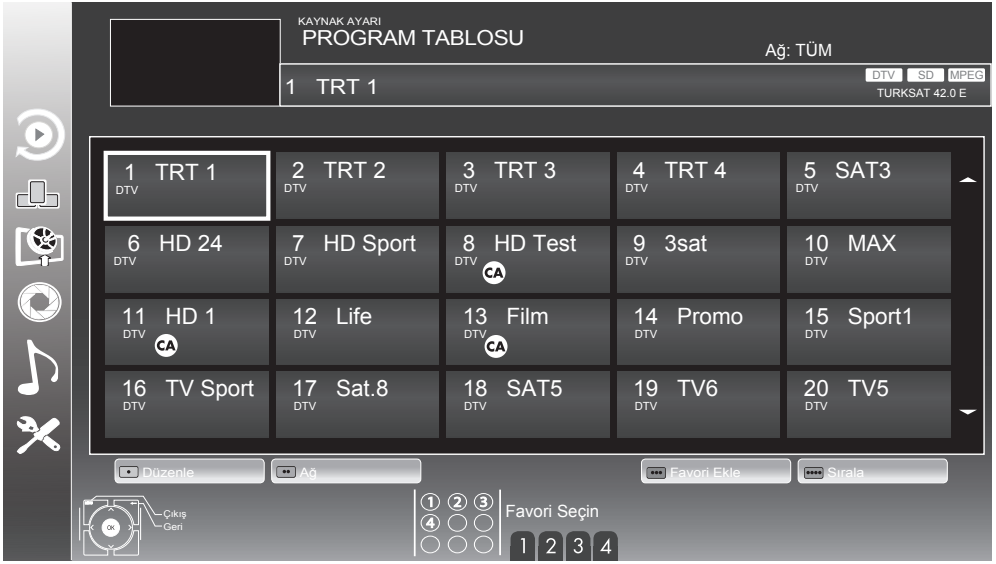 KAYNAK AYARI
PROGRAM TABLOSU
Ağ: TÜM
1 TRT 1
DTV SD MPEG
TURKSAT 42.0 E
1 TRT 1
DTV
2 TRT 2
DTV
3 TRT 3
DTV
4 TRT 4
DTV
5 SAT3
DTV
6 HD 24
DTV
7 HD Sport
DTV
8 HD Test
DTV
CA
9 3sat
DTV
10 MAX
DTV
11 HD 1
DTV
CA
12 Life
DTV
13 Film
DTV
CA
14 Promo
DTV
15 Sport1
DTV
16 TV Sport
DTV
17 Sat.8
DTV
18 SAT5
DTV
19 TV6
DTV
20 TV5
DTV
Düzenle
Ağ
Favori Ekle
Sırala
Çıkış
Geri
OK
1 2 3
4
Favori Seçin
1 2 3 4